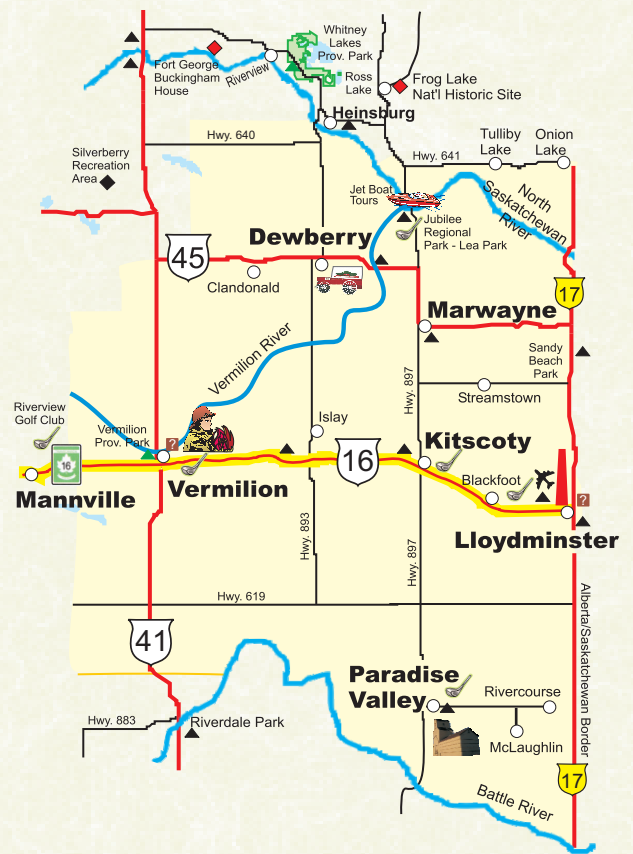 Whitney
Lakes
Prov. Park
Fort George
Buckingham
House
Riverview
Ross
Lake
Frog Lake
Nat'l Historic Site
Heinsburg
Hwy. 640
Tulliby
Lake
Onion
Lake
Hwy. 641
Silverberry
Recreation
Area
Jet Boat
Tours
North
Saskatchewan
River
Jubilee
Regional
Park - Lea Park
Dewberry
45
Clandonald
17
Marwayne
Vermilion River
Sandy
Beach
Park
Hwy. 897
Streamstown
Riverview
Golf Club
Vermilion
Prov. Park
?
Islay
16
16
Kitscoty
Blackfoot
Mannville
Vermilion
?
Lloydminster
Hwy. 893
Hwy. 897
Hwy. 619
41
Alberta/Saskatchewan Border
Paradise
Valley
Rivercourse
Hwy. 883
Riverdale Park
McLaughlin
17
Battle River